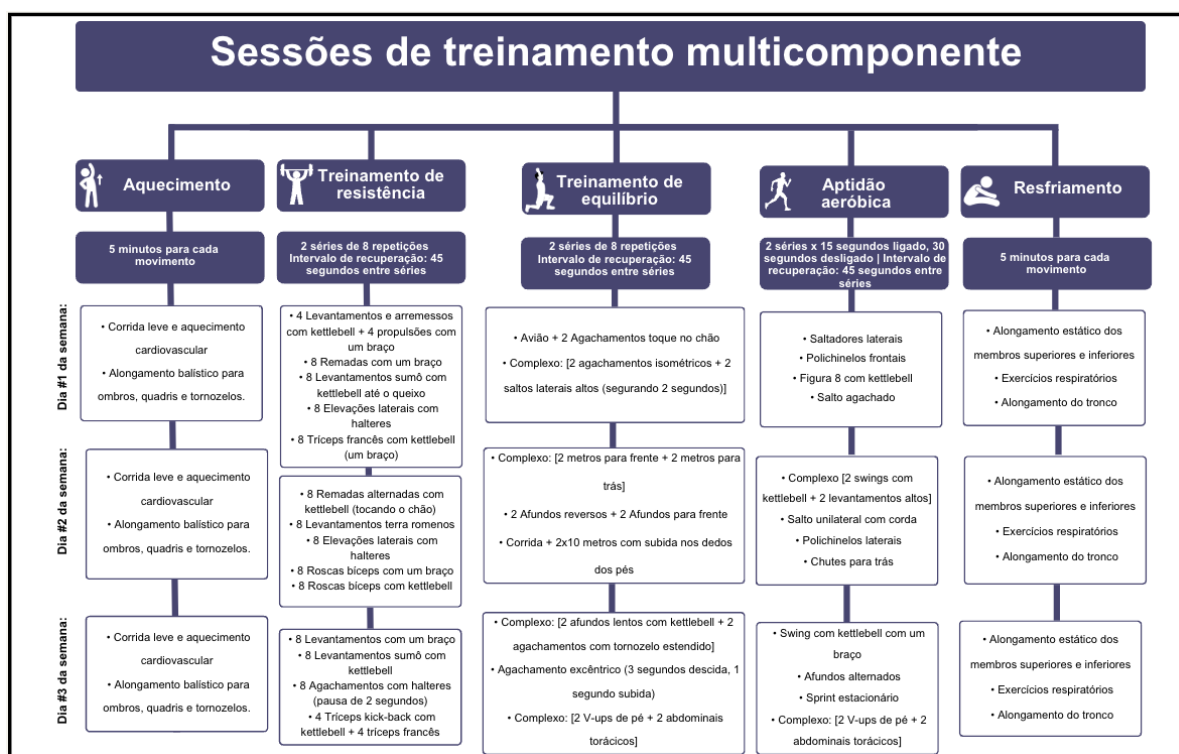 Sessões de treinamento multicomponente
Aquecimento
Treinamento de
resistência
Treinamento de
equilíbrio
Aptidão
aeróbica
Resfriamento
5 minutos para cada
movimento
2 séries de 8 repetições
Intervalo de recuperação: 45
segundos entre séries
2 séries de 8 repetições
Intervalo de recuperação: 45
segundos entre séries
2 séries x 15 segundos ligado, 30
segundos desligado | Intervalo de
recuperação: 45 segundos entre
séries
5 minutos para cada
movimento
Dia #1 da semana:
• Corrida leve e aquecimento
cardiovascular
• Alongamento balístico para
ombros, quadris e tornozelos.
• 4 Levantamentos e arremessos
com kettlebell + 4 propulsões com
um braço
• 8 Remadas com um braço
• 8 Levantamentos sumô com
kettlebell até o queixo
• 8 Elevações laterais com
halteres
• 8 Tríceps francês com kettlebell
(um braço)
• Avião + 2 Agachamentos toque no chão
• Complexo: [2 agachamentos isométricos + 2
saltos laterais altos (segurando 2 segundos)]
• Saltadores laterais
• Polichinelos frontais
• Figura 8 com kettlebell
• Salto agachado
• Alongamento estático dos
membros superiores e inferiores
• Exercícios respiratórios
• Alongamento do tronco
Dia #2 da semana:
• Corrida leve e aquecimento
cardiovascular
• Alongamento balístico para
ombros, quadris e tornozelos.
• 8 Remadas alternadas com
kettlebell (tocando o chão)
• 8 Levantamentos terra romenos
• 8 Elevações laterais com
halteres
• 8 Roscas bíceps com um braço
• 8 Roscas bíceps com kettlebell
• Complexo: [2 metros para frente + 2 metros para
trás]
• 2 Afundos reversos + 2 Afundos para frente
• Corrida + 2x10 metros com subida nos dedos
dos pés
• Complexo [2 swings com
kettlebell + 2 levantamentos altos]
• Salto unilateral com corda
• Polichinelos laterais
• Chutes para trás
• Alongamento estático dos
membros superiores e inferiores
• Exercícios respiratórios
• Alongamento do tronco
Dia #3 da semana:
• Corrida leve e aquecimento
cardiovascular
• Alongamento balístico para
ombros, quadris e tornozelos.
• 8 Levantamentos com um braço
• 8 Levantamentos sumô com
kettlebell
• 8 Agachamentos com halteres
(pausa de 2 segundos)
• 4 Tríceps kick-back com
kettlebell + 4 tríceps francês
• Complexo: [2 afundos lentos com kettlebell + 2
agachamentos com tornozelo estendido]
• Agachamento excêntrico (3 segundos descida, 1
segundo subida)
• Complexo: [2 V-ups de pé + 2 abdominais
torácicos]
• Swing com kettlebell com um
braço
• Afundos alternados
• Sprint estacionário
• Complexo: [2 V-ups de pé + 2
abdominais torácicos]
• Alongamento estático dos
membros superiores e inferiores
• Exercícios respiratórios
• Alongamento do tronco